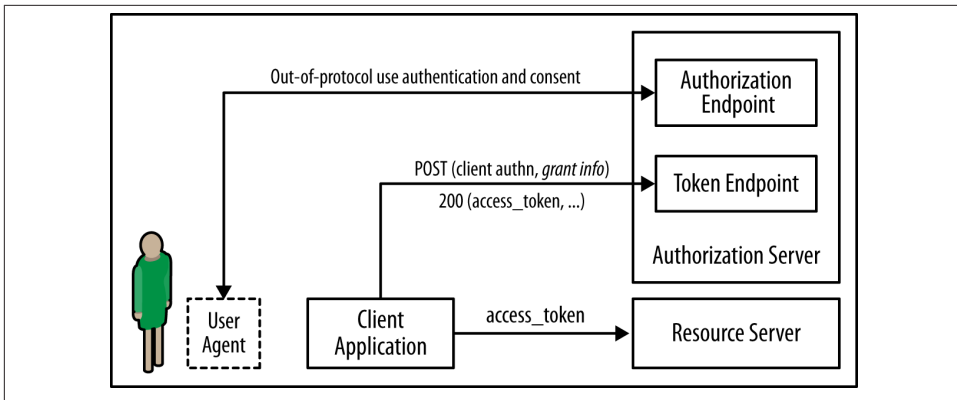 Out-of-protocol use authentication and consent
Authorization
Endpoint
POST (client authn, grant info)
200 (access_token, ...)
Token Endpoint
Authorization Server
User
Agent
Client
Application
access_token
Resource Server